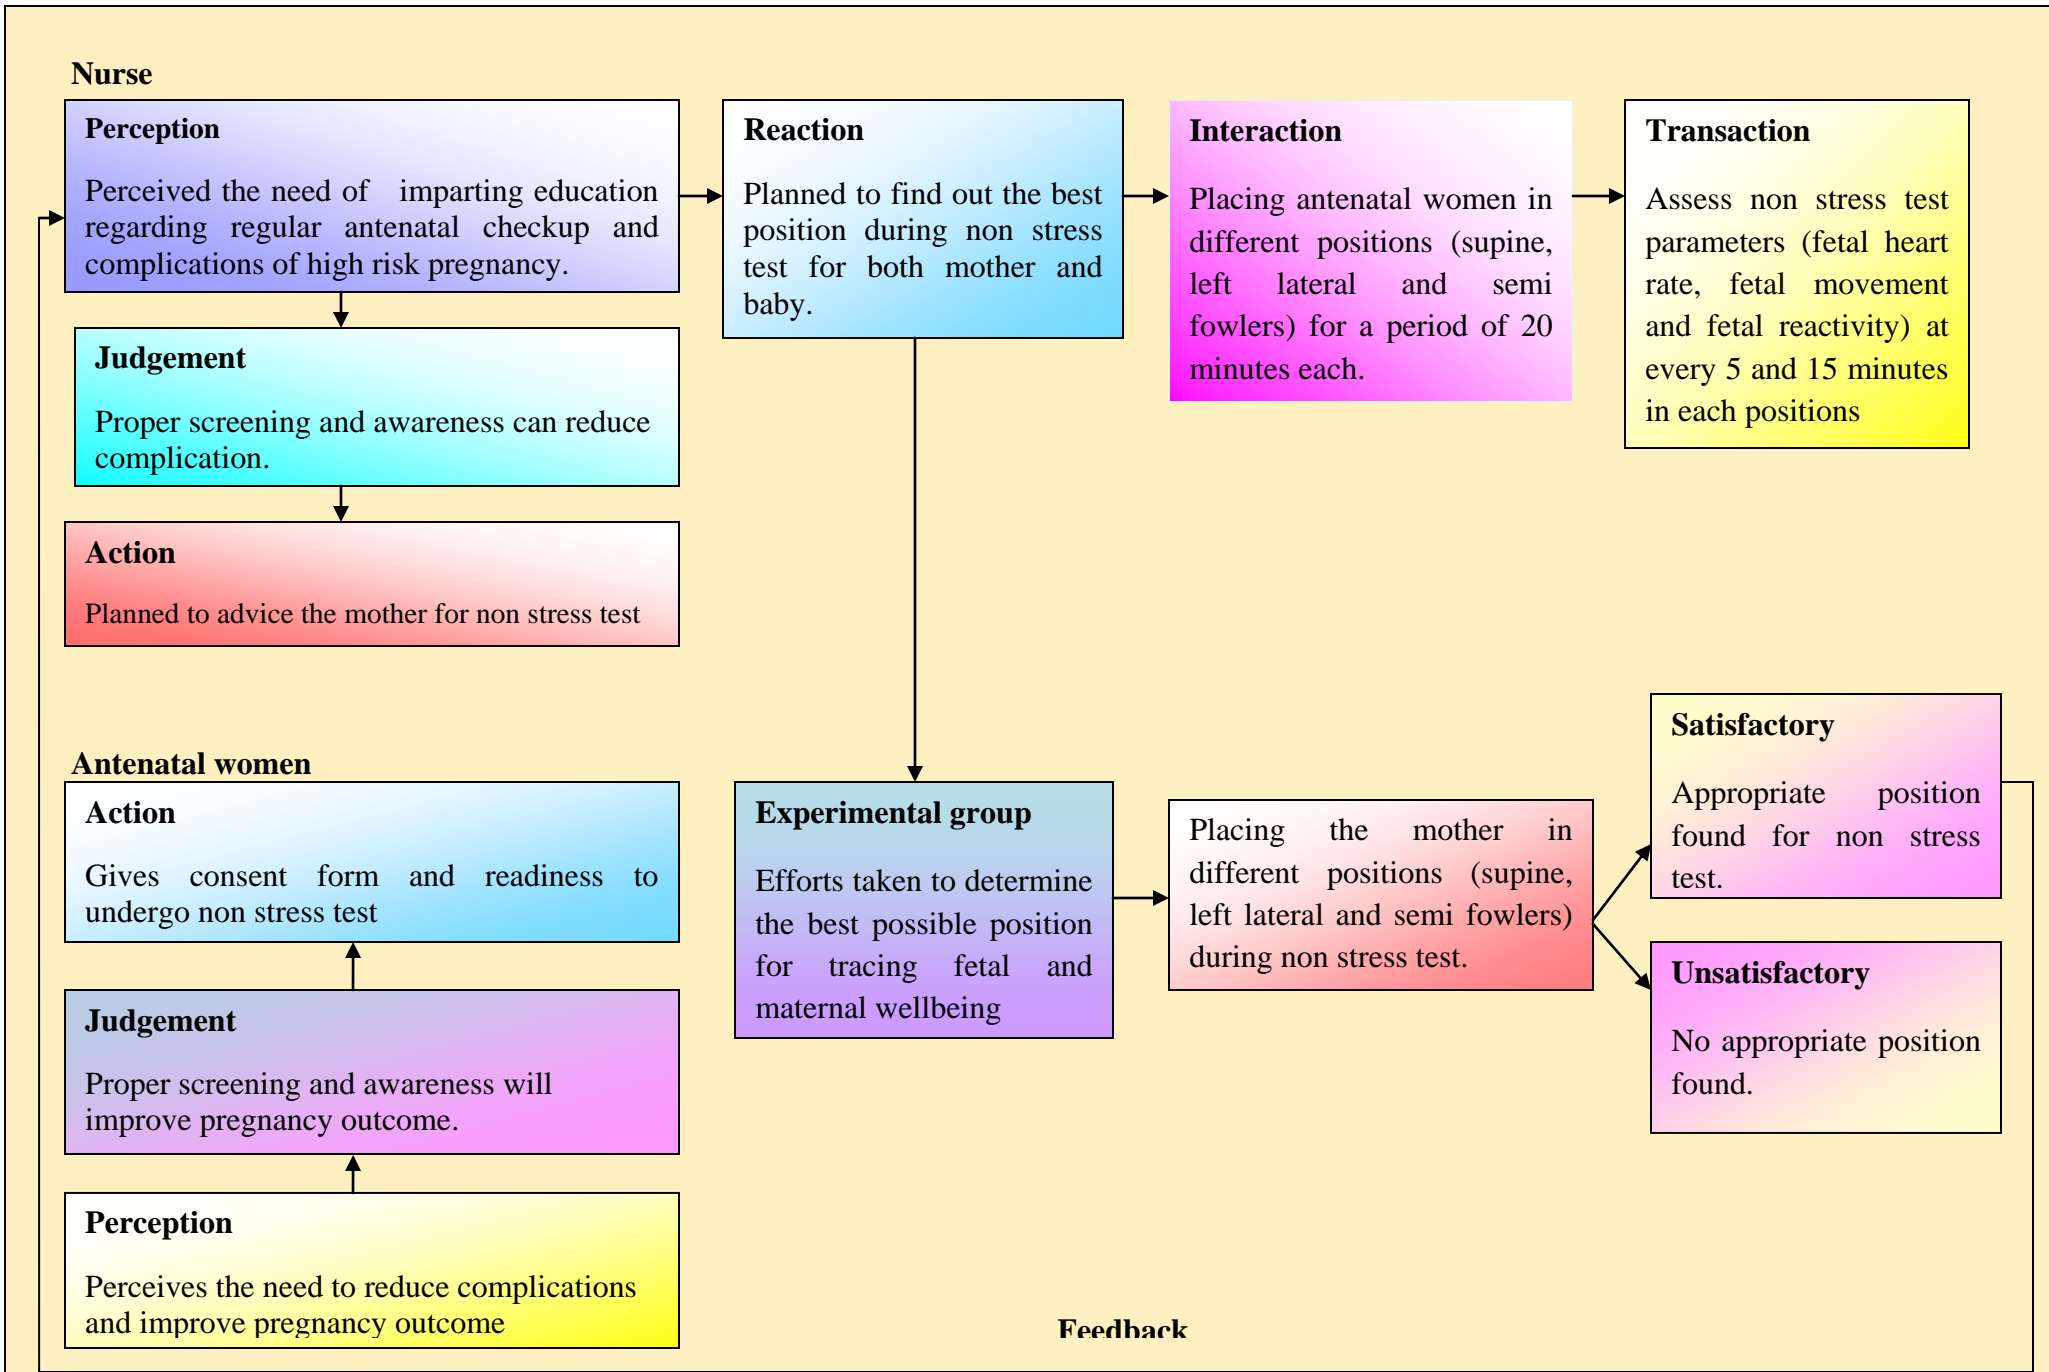 Nurse
Perception
Perceived the need of imparting education
regarding regular antenatal checkup and
complications of high risk pregnancy.
Judgement
Proper screening and awareness can reduce
complication.
Action
Planned to advice the mother for non stress test
Reaction
Planned to find out the best
position during non stress
test for both mother and
baby.
Interaction
Placing antenatal women in
different positions (supine,
left lateral and semi
fowlers) for a period of 20
minutes each.
Transaction
Assess non stress test
parameters (fetal heart
rate, fetal movement
and fetal reactivity) at
every 5 and 15 minutes
in each positions
Antenatal women
Action
Gives consent form and readiness to
undergo non stress test
Judgement
Proper screening and awareness will
improve pregnancy outcome.
Perception
Perceives the need to reduce complications
and improve pregnancy outcome
Experimental group
Efforts taken to determine
the best possible position
for tracing fetal and
maternal wellbeing
Placing the mother in
different positions (supine,
left lateral and semi fowlers)
during non stress test.
Satisfactory
Appropriate position
found for non stress
test.
Unsatisfactory
No appropriate position
found.
Feedback